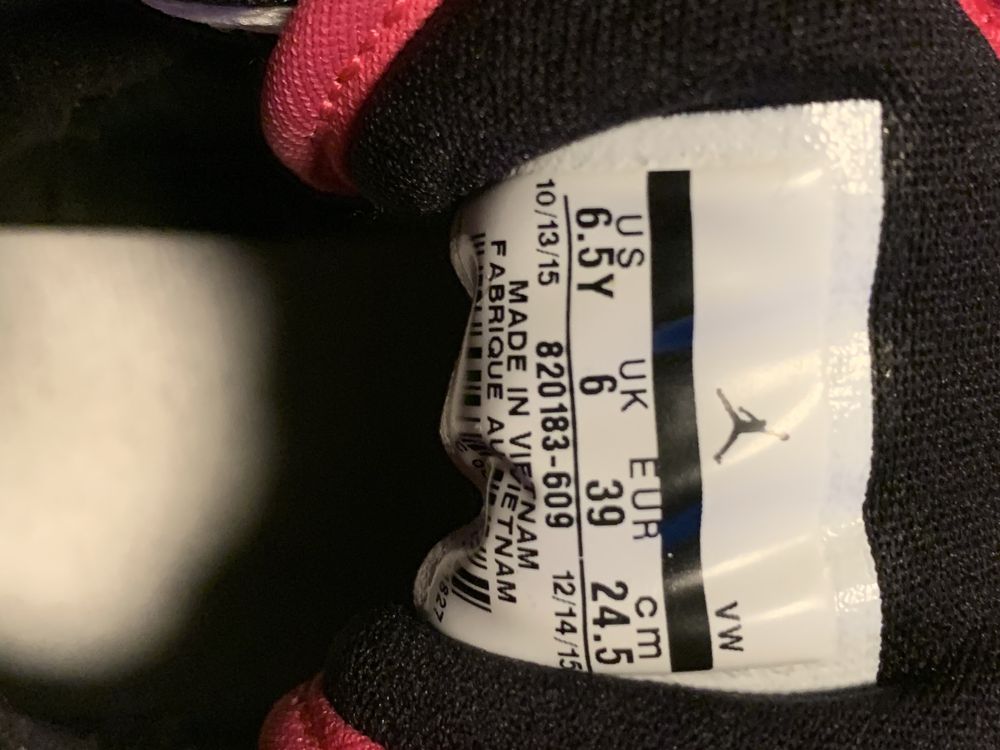 VW
US UK EUR cm
6.5Y 6 39 24.5
10/13/15 820183-609 12/14/15
MADE IN VIETNAM
FABRIQUE AU VIETNAM
827